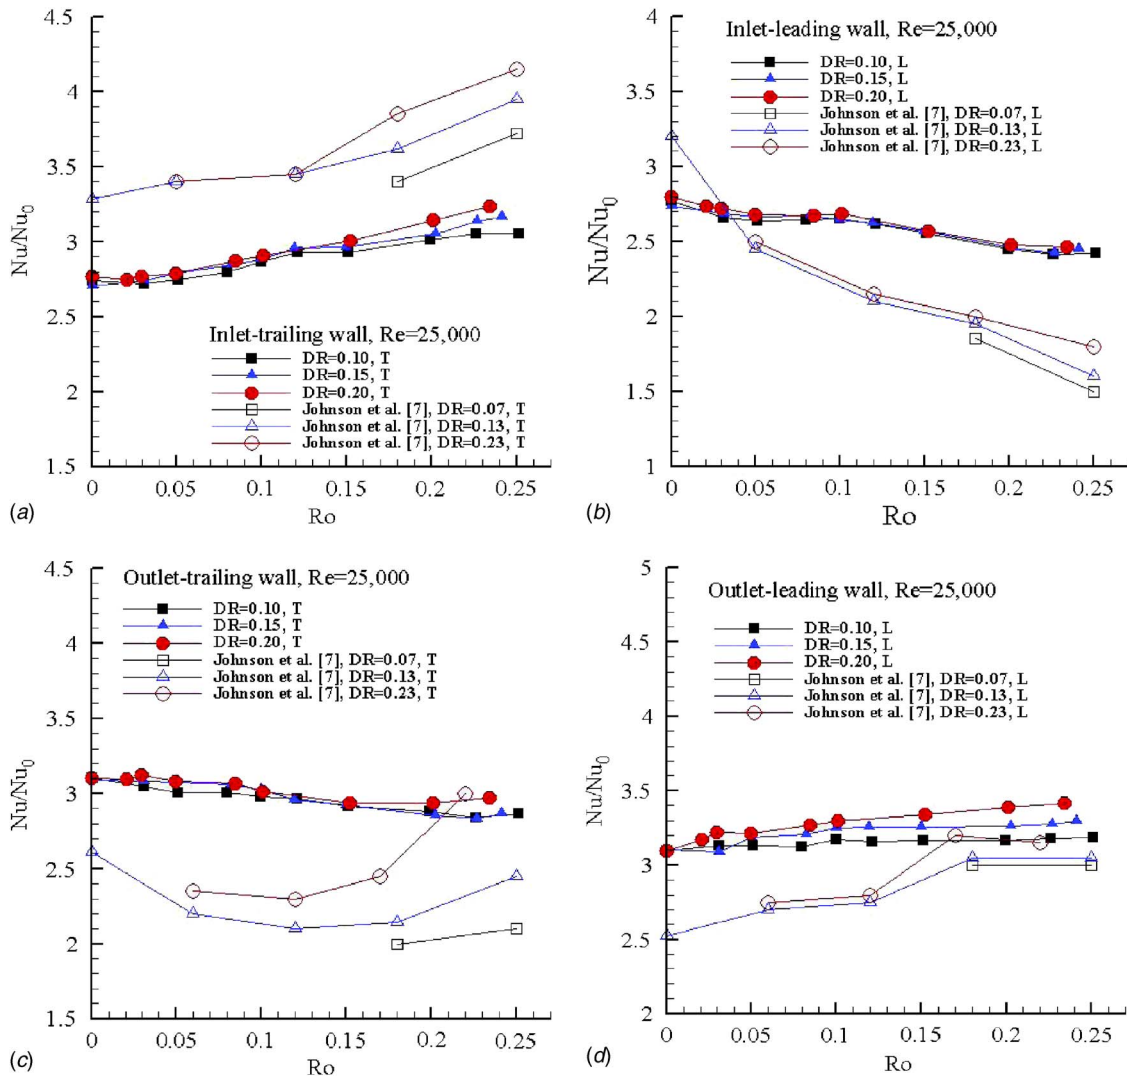 4.5
4
3.5
3
2.5
2
1.5
Nu/Nu0
Inlet-trailing wall, Re=25,000
DR=0.10, T
DR=0.15, T
DR=0.20, T
Johnson et al. [7], DR=0.07, T
Johnson et al. [7], DR=0.13, T
Johnson et al. [7], DR=0.23, T
0 0.05 0.1 0.15 0.2 0.25
Ro
(a)
(b)
4
3.5
3
2.5
2
1.5
1
Nu/Nu0
Inlet-leading wall, Re=25,000
DR=0.10, L
DR=0.15, L
DR=0.20, L
Johnson et al. [7], DR=0.07, L
Johnson et al. [7], DR=0.13, L
Johnson et al. [7], DR=0.23, L
0 0.05 0.1 0.15 0.2 0.25
Ro
4.5
4
3.5
3
2.5
2
1.5
Nu/Nu0
Outlet-trailing wall, Re=25,000
DR=0.10, T
DR=0.15, T
DR=0.20, T
Johnson et al. [7], DR=0.07, T
Johnson et al. [7], DR=0.13, T
Johnson et al. [7], DR=0.23, T
0 0.05 0.1 0.15 0.2 0.25
Ro
(c)
5
4.5
4
3.5
3
2.5
2
Nu/Nu0
Outlet-leading wall, Re=25,000
DR=0.10, L
DR=0.15, L
DR=0.20, L
Johnson et al. [7], DR=0.07, L
Johnson et al. [7], DR=0.13, L
Johnson et al. [7], DR=0.23, L
0 0.05 0.1 0.15 0.2 0.25
Ro
(d)